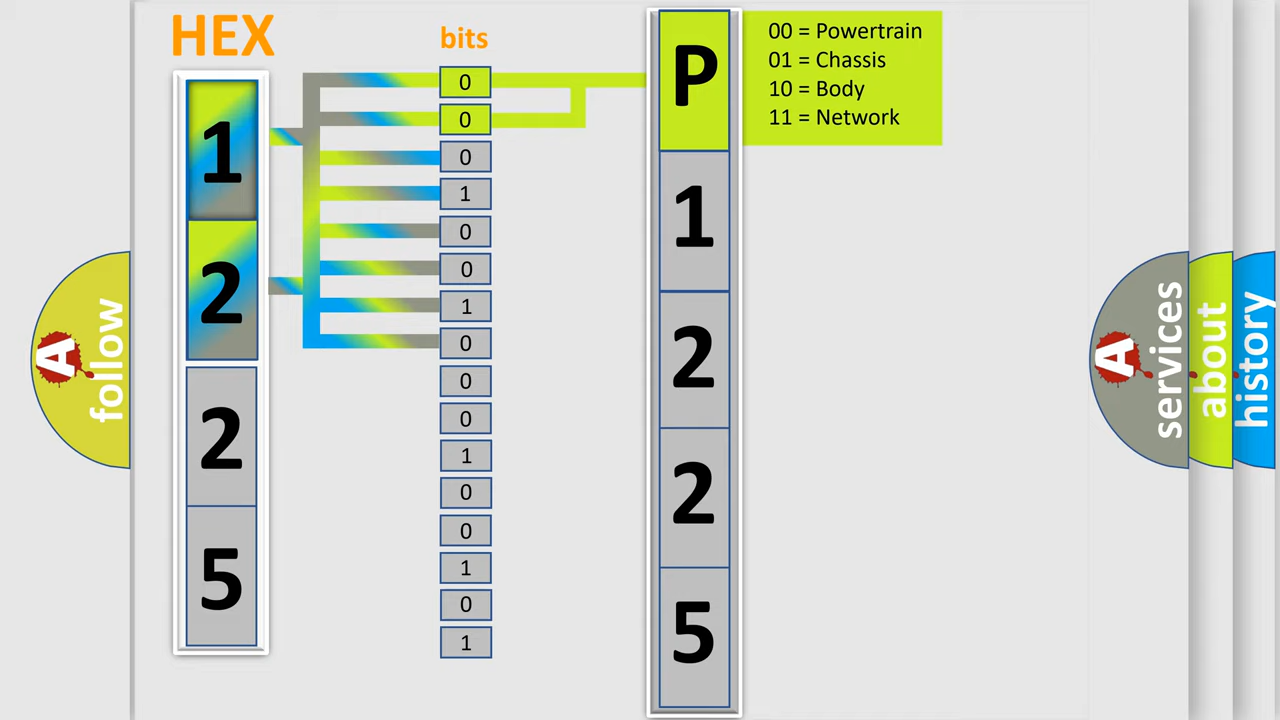 HEX
bits
1
2
2
5
0
0
0
1
0
0
1
0
0
0
1
0
0
1
0
1
P
1
2
2
5
00 = Powertrain
01 = Chassis
10 = Body
11 = Network
A
follow
A
services
about
history